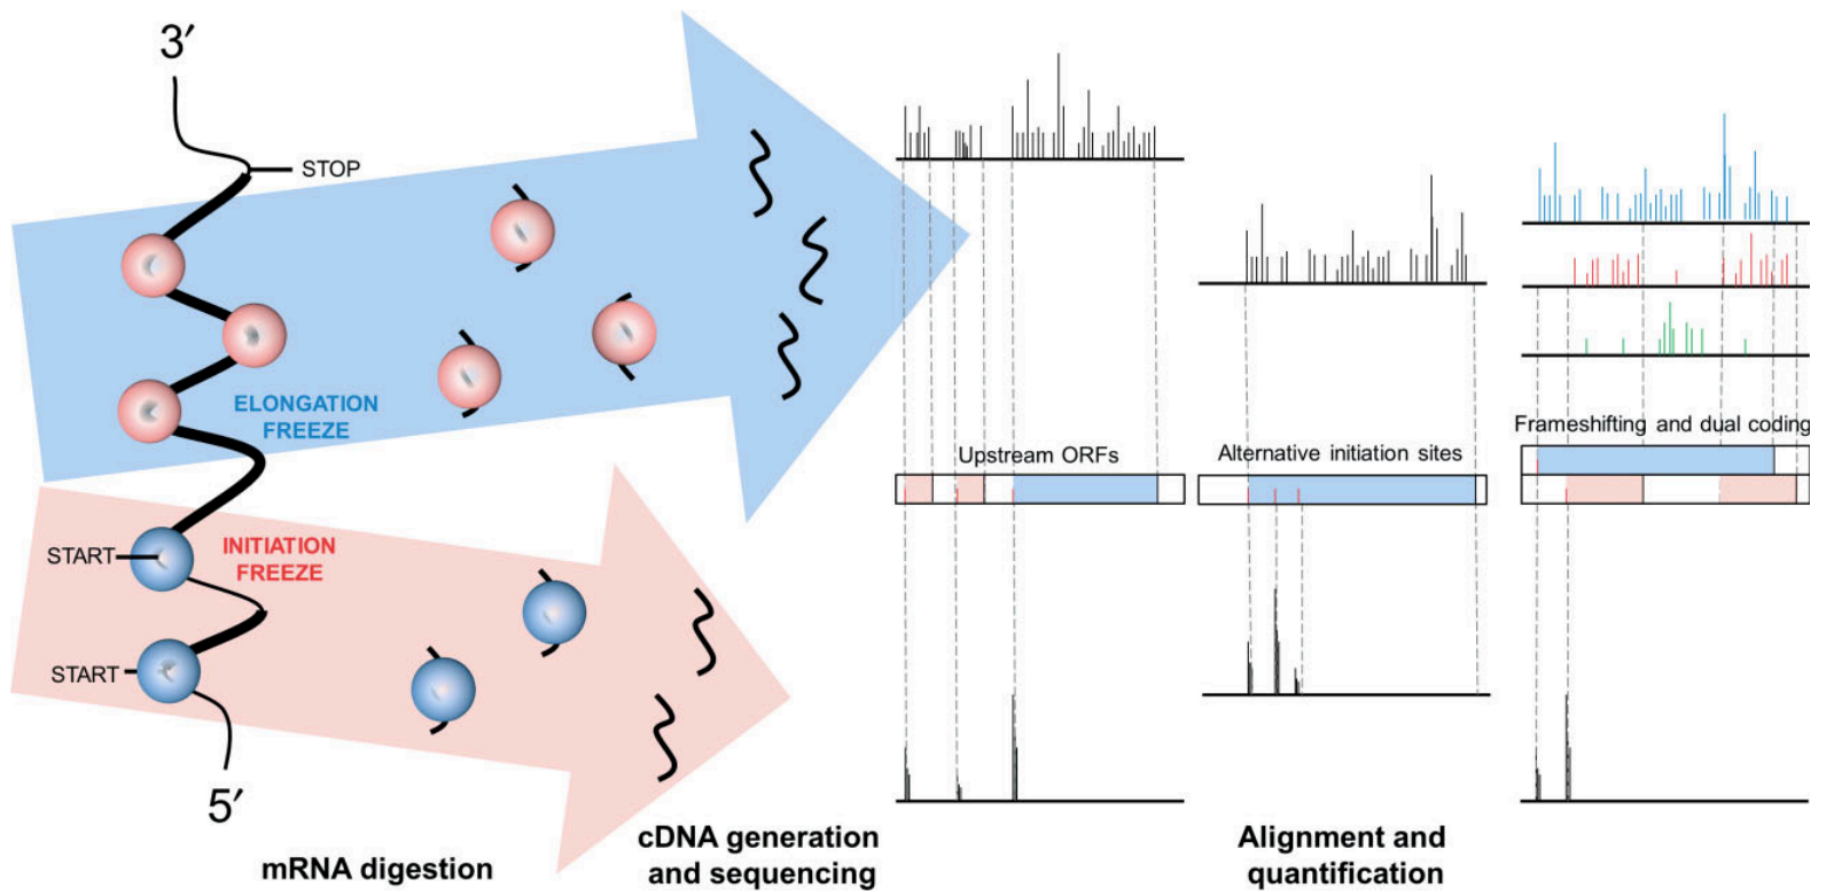 3′
STOP
ELONGATION
FREEZE
START
INITIATION
FREEZE
START
5′
mRNA digestion
cDNA generation
and sequencing
Upstream ORFs
Alternative initiation sites
Frameshifting and dual coding
Alignment and
quantification